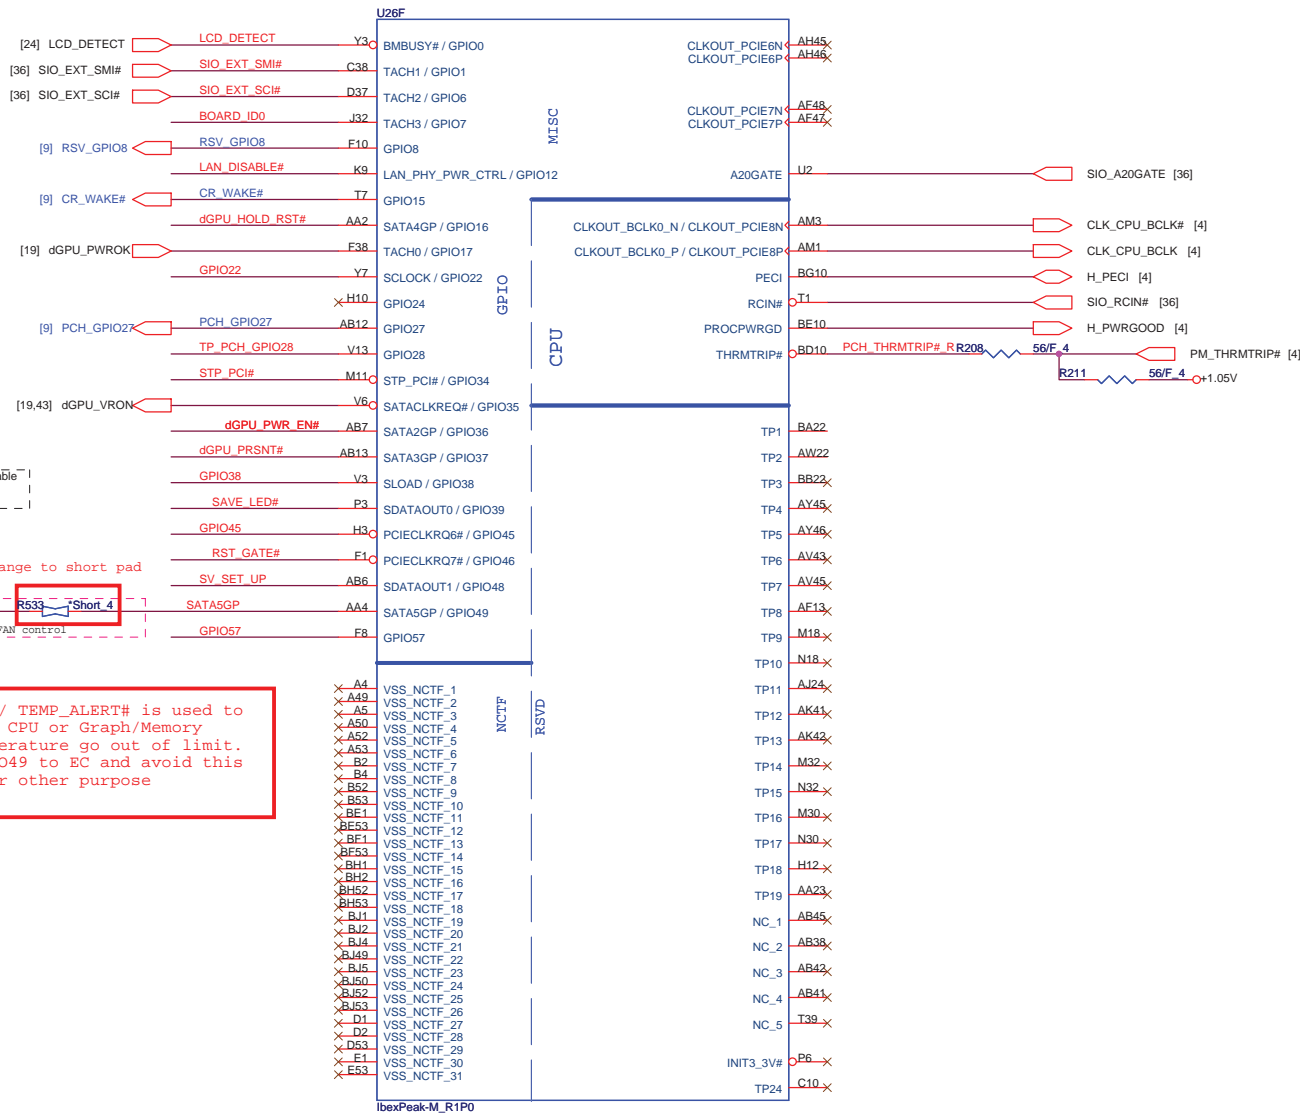 U26F
[24] LCD_DETECT LCD_DETECT Y3 BMBUSY# / GPIO0
[36] SIO_EXT_SMI# SIO_EXT_SMI# C38 TACH1 / GPIO1
[36] SIO_EXT_SCI# SIO_EXT_SCI# D37 TACH2 / GPIO6
BOARD_ID0 J32 TACH3 / GPIO7
[9] RSV_GPIO8 RSV_GPIO8 F10 GPIO8
LAN_DISABLE# K9 LAN_PHY_PWR_CTRL / GPIO12
[9] CR_WAKE# CR_WAKE# T7 GPIO15
dGPU_HOLD_RST# AA2 SATA4GP / GPIO16
[19] dGPU_PWROK F38 TACH0 / GPIO17
GPIO22 Y7 SCLOCK / GPIO22
H10 GPIO24
[9] PCH_GPIO27 PCH_GPIO27 AB12 GPIO27
TP_PCH_GPIO28 V13 GPIO28
STP_PCI# M11 STP_PCI# / GPIO34
[19,43] dGPU_VRON V6 SATACLKREQ# / GPIO35
dGPU_PWR_EN# AB7 SATA2GP / GPIO36
dGPU_PRSNT# AB13 SATA3GP / GPIO37
GPIO38 V3 SLOAD / GPIO38
SAVE_LED# P3 SDATAOUT0 / GPIO39
GPIO45 H3 PCIECLKRQ6# / GPIO45
RST_GATE# F1 PCIECLKRQ7# / GPIO46
SV_SET_UP AB6 SDATAOUT1 / GPIO48
R533 *Short_4 SATA5GP AA4 SATA5GP / GPIO49
GPIO57 F8 GPIO57
ange to short pad
FAN control
/ TEMP_ALERT# is used to
CPU or Graph/Memory
erature go out of limit.
O49 to EC and avoid this
r other purpose
MISC
GPIO
CPU
NCTF
RSVD
A4 VSS_NCTF_1
A49 VSS_NCTF_2
A5 VSS_NCTF_3
A50 VSS_NCTF_4
A52 VSS_NCTF_5
A53 VSS_NCTF_6
B2 VSS_NCTF_7
B4 VSS_NCTF_8
B52 VSS_NCTF_9
B53 VSS_NCTF_10
BE1 VSS_NCTF_11
BE53 VSS_NCTF_12
BF1 VSS_NCTF_13
BF53 VSS_NCTF_14
BH1 VSS_NCTF_15
BH2 VSS_NCTF_16
BH52 VSS_NCTF_17
BH53 VSS_NCTF_18
BJ1 VSS_NCTF_19
BJ2 VSS_NCTF_20
BJ4 VSS_NCTF_21
BJ49 VSS_NCTF_22
BJ5 VSS_NCTF_23
BJ50 VSS_NCTF_24
BJ52 VSS_NCTF_25
BJ53 VSS_NCTF_26
D1 VSS_NCTF_27
D2 VSS_NCTF_28
D53 VSS_NCTF_29
E1 VSS_NCTF_30
E53 VSS_NCTF_31
CLKOUT_PCIE6N AH45
CLKOUT_PCIE6P AH46
CLKOUT_PCIE7N AF48
CLKOUT_PCIE7P AF47
A20GATE U2 SIO_A20GATE [36]
CLKOUT_BCLK0_N / CLKOUT_PCIE8N AM3 CLK_CPU_BCLK# [4]
CLKOUT_BCLK0_P / CLKOUT_PCIE8P AM1 CLK_CPU_BCLK [4]
PECI BG10 H_PECI [4]
RCIN# T1 SIO_RCIN# [36]
PROCPWRGD BE10 H_PWRGOOD [4]
THRMTRIP# BD10 PCH_THRMTRIP#_R R208 56/F_4 PM_THRMTRIP# [4]
R211 56/F_4 +1.05V
TP1 BA22
TP2 AW22
TP3 BB22
TP4 AY45
TP5 AY46
TP6 AV43
TP7 AV45
TP8 AF13
TP9 M18
TP10 N18
TP11 AJ24
TP12 AK41
TP13 AK42
TP14 M32
TP15 N32
TP16 M30
TP17 N30
TP18 H12
TP19 AA23
NC_1 AB45
NC_2 AB38
NC_3 AB42
NC_4 AB41
NC_5 T39
INIT3_3V# P6
TP24 C10
IbexPeak-M_R1P0